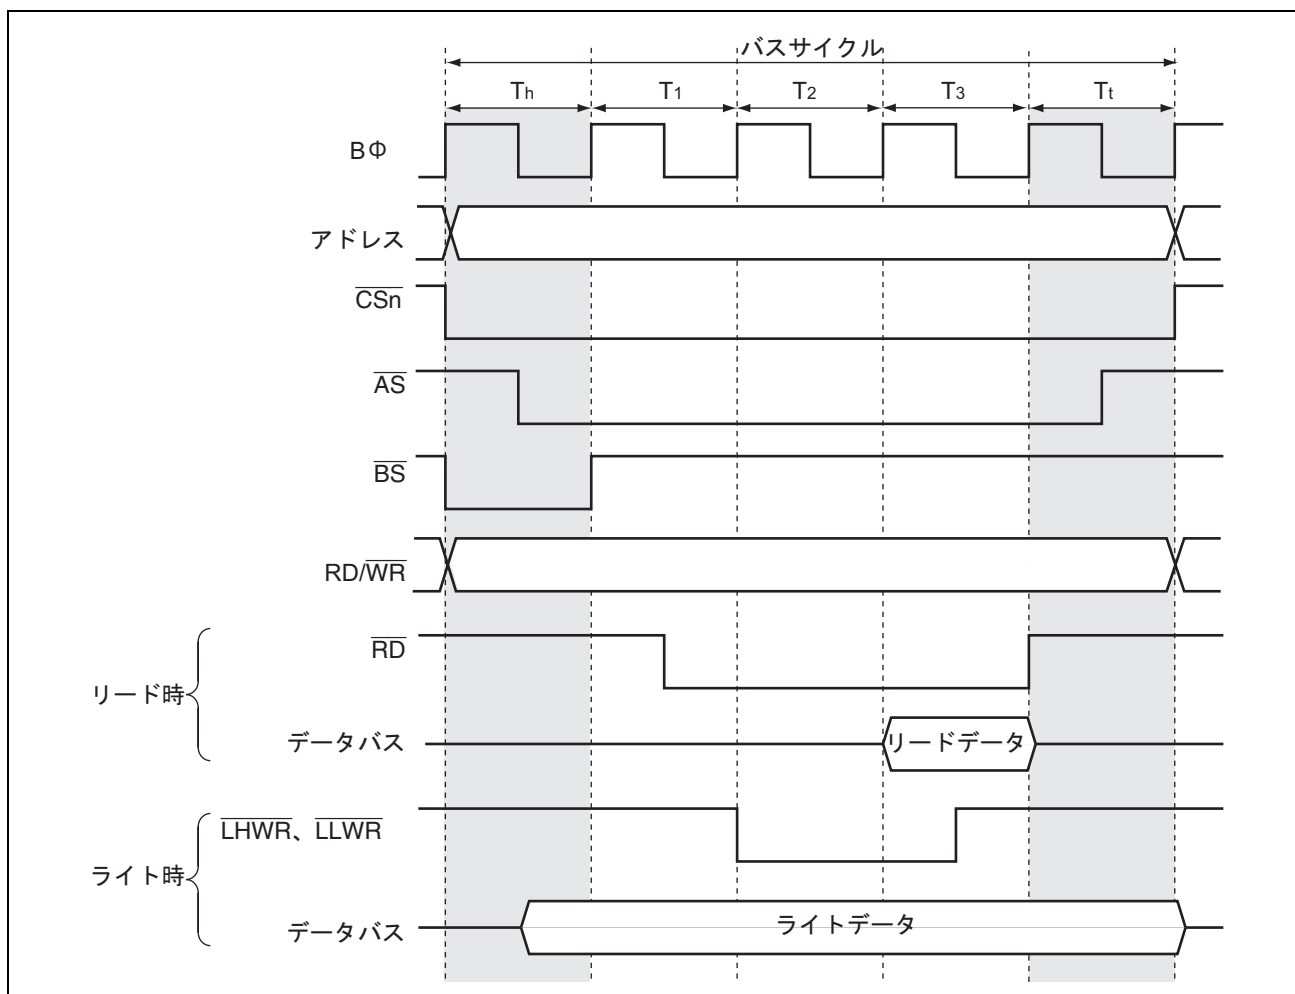 バスサイクル
Th T1 T2 T3 Tt
BΦ
アドレス
CSn
AS
BS
RD/WR
RD
リード時
データバス リードデータ
LHWR、LLWR
ライト時
データバス ライトデータ